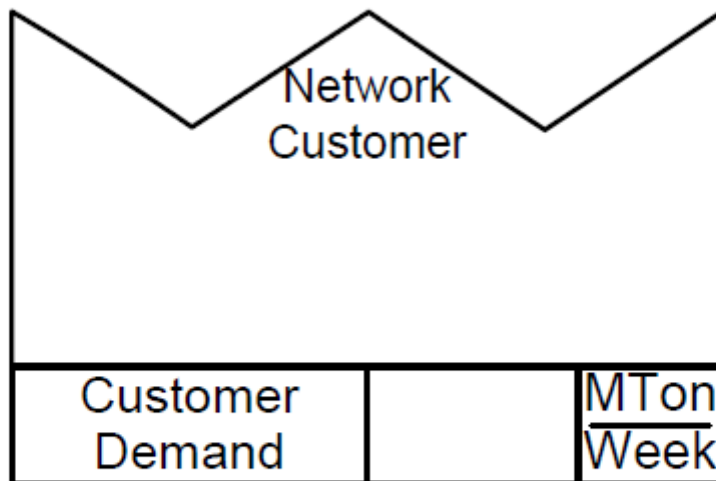 Network
Customer
Customer
Demand
MTon
Week